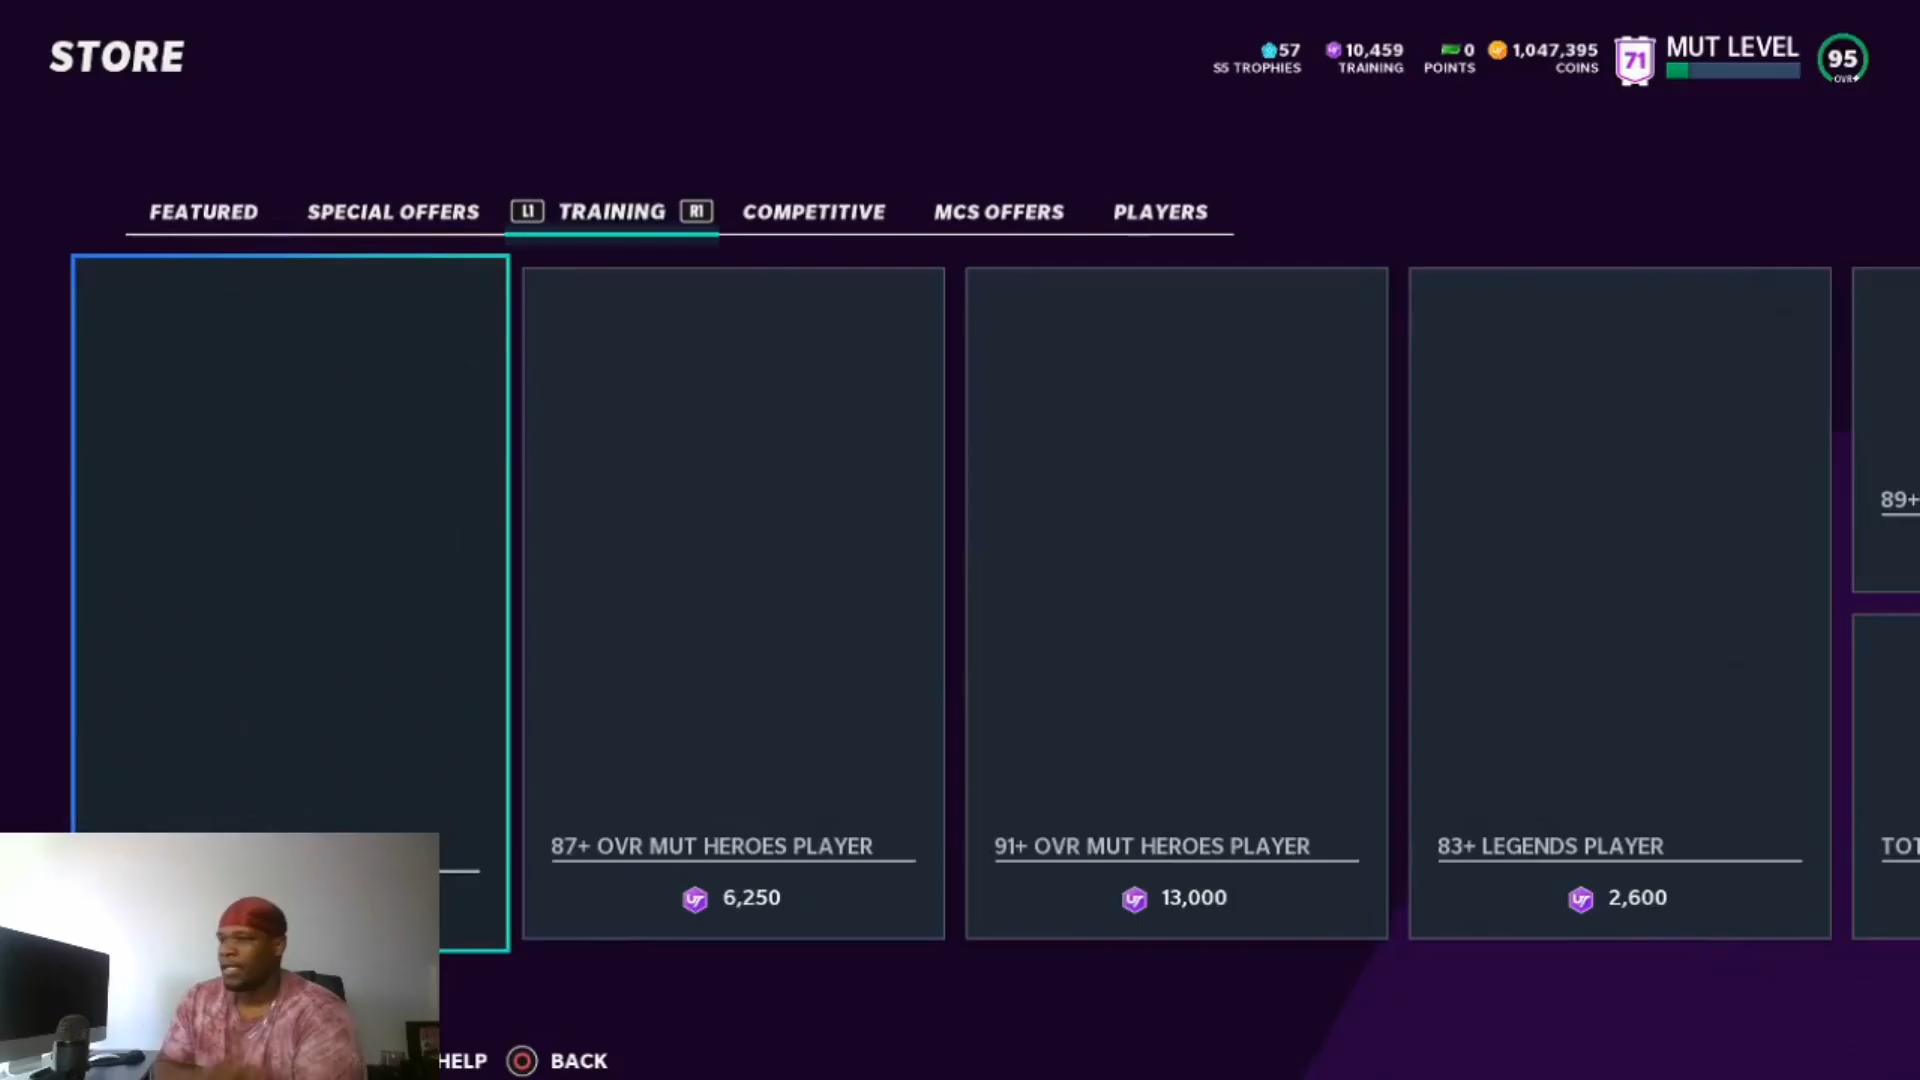 STORE
57 S5 TROPHIES
10,459 TRAINING
0 POINTS
1,047,395 COINS
71
MUT LEVEL
95 OVR
FEATURED SPECIAL OFFERS L1 TRAINING R1 COMPETITIVE MCS OFFERS PLAYERS
87+ OVR MUT HEROES PLAYER
6,250
91+ OVR MUT HEROES PLAYER
13,000
83+ LEGENDS PLAYER
2,600
89+
TOT
HELP BACK